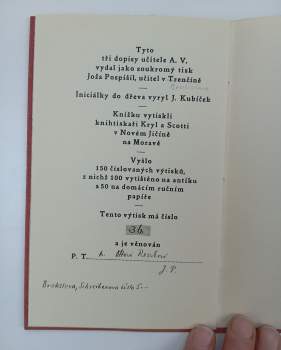 Tyto
tři dopisy učitele A. V.
vydal jako soukromý tisk
Joža Pospíšil, učitel v Trenčíně
Iniciálky do dřeva vyryl J. Kubíček
Knížku vytiskli
knihtiskaři Kryl a Scotti
v Novém Jičíně
na Moravě
Vyšlo
150 číslovaných výtisků,
z nichž 100 vytištěno na antiku
a 50 na domácím ručním
papíře
Tento výtisk má číslo
36
a je věnován
P. T.
J. P.